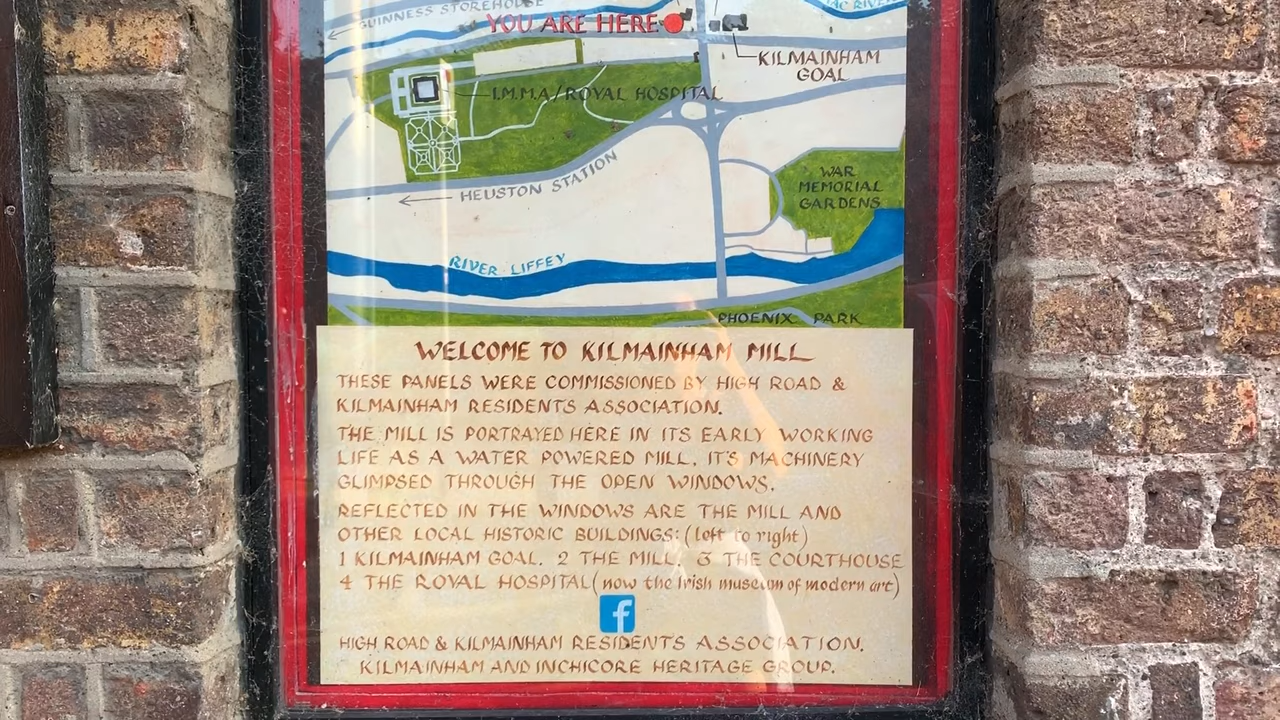 GUINNESS STOREHOUSE
YOU ARE HERE
KILMAINHAM
GOAL
I.M.M.A/ROYAL HOSPITAL
WAR
MEMORIAL
GARDENS
HEUSTON STATION
RIVER LIFFEY
PHOENIX PARK
WELCOME TO KILMAINHAM MILL
THESE PANELS WERE COMMISSIONED BY HIGH ROAD &
KILMAINHAM RESIDENTS ASSOCIATION.
THE MILL IS PORTRAYED HERE IN ITS EARLY WORKING
LIFE AS A WATER POWERED MILL. IT'S MACHINERY
GLIMPSED THROUGH THE OPEN WINDOWS.
REFLECTED IN THE WINDOWS ARE THE MILL AND
OTHER LOCAL HISTORIC BUILDINGS: (left to right)
1 KILMAINHAM GOAL. 2 THE MILL. 3 THE COURTHOUSE
4 THE ROYAL HOSPITAL (now the Irish museum of modern art)
f
HIGH ROAD & KILMAINHAM RESIDENTS ASSOCIATION.
KILMAINHAM AND INCHICORE HERITAGE GROUP.